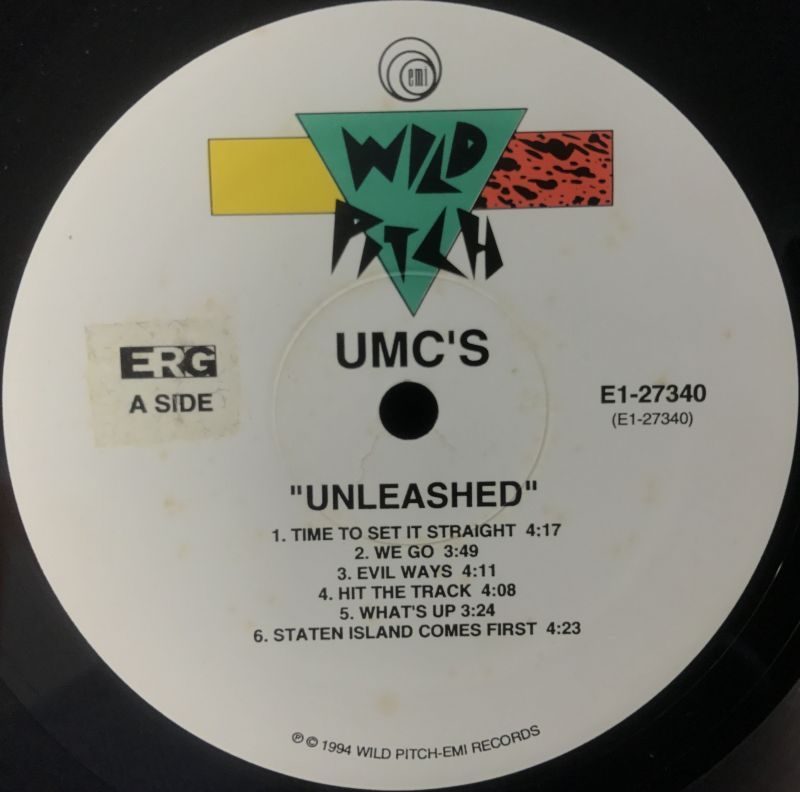 emi
WILD
PITCH
UMC'S
ERG
A SIDE
E1-27340
(E1-27340)
"UNLEASHED"
1. TIME TO SET IT STRAIGHT 4:17
2. WE GO 3:49
3. EVIL WAYS 4:11
4. HIT THE TRACK 4:08
5. WHAT'S UP 3:24
6. STATEN ISLAND COMES FIRST 4:23
℗ © 1994 WILD PITCH-EMI RECORDS